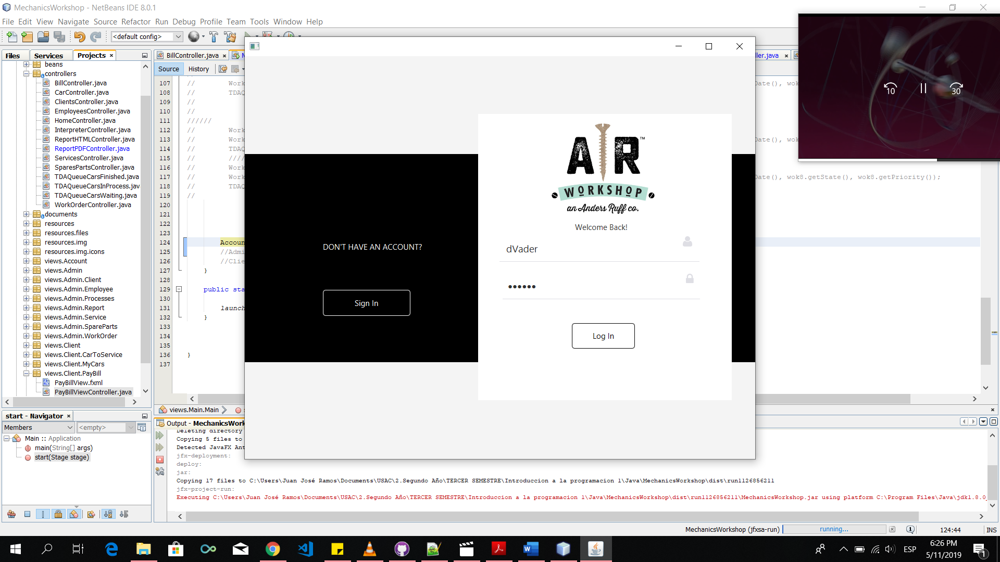 MechanicsWorkshop - NetBeans IDE 8.0.1
File Edit View Navigate Source Refactor Run Debug Profile Team Tools Window Help
<default config>
Files Services Projects
beans
controllers
BillController.java
CarController.java
ClientsController.java
EmployeesController.java
HomeController.java
InterpreterController.java
ReportHTMLController.java
ReportPDFController.java
ServicesController.java
SparesPartsController.java
TDAQueueCarsFinished.java
TDAQueueCarsInProcess.java
TDAQueueCarsWaiting.java
WorkOrderController.java
documents
resources
resources.files
resources.img
resources.img.icons
views.Account
views.Admin
views.Admin.Client
views.Admin.Employee
views.Admin.Processes
views.Admin.Report
views.Admin.Service
views.Admin.SpareParts
views.Admin.WorkOrder
views.Client
views.Client.CarToService
views.Client.MyCars
views.Client.PayBill
PayBillView.fxml
PayBillViewController.java
start - Navigator
Members <empty>
Main :: Application
main(String[] args)
start(Stage stage)
BillController.java
ller.java
Source History
107 // Work Date(), wok
108 // TDAQ
109 //
110 //
111 //////
112 // Work
113 // Work Date(), wok
114 // TDAQ
115 // ////
116 // Work
117 // Work Date(), wok8.getState(), wok8.getPriority());
118 // TDAQ
119 //
120
121
122
123
124 Accoun
125 //Admi
126 //Clie
127 }
128
129 public sta
130
131 launch
132 }
133
134
135
136 }
137
views.Main.Main
10 30
DON'T HAVE AN ACCOUNT?
Sign In
A R ™
WORKSHOP
an Anders Ruff co.
Welcome Back!
dVader
••••••
Log In
Output - MechanicsWork
Deleting directory
Copying 5 files to
Detected JavaFX Ant
jfx-deployment:
deploy:
jar:
Copying 17 files to C:\Users\Juan José Ramos\Documents\USAC\2.Segundo Año\TERCER SEMESTRE\Introduccion a la programacion 1\Java\MechanicsWorkshop\dist\run1126856211
jfx-project-run:
Executing C:\Users\Juan José Ramos\Documents\USAC\2.Segundo Año\TERCER SEMESTRE\Introduccion a la programacion 1\Java\MechanicsWorkshop\dist\run1126856211\MechanicsWorkshop.jar using platform C:\Program Files\Java\jdk1.8.0_
MechanicsWorkshop (jfxsa-run) running... 1 124:44 INS
ESP
6:26 PM
5/11/2019
1